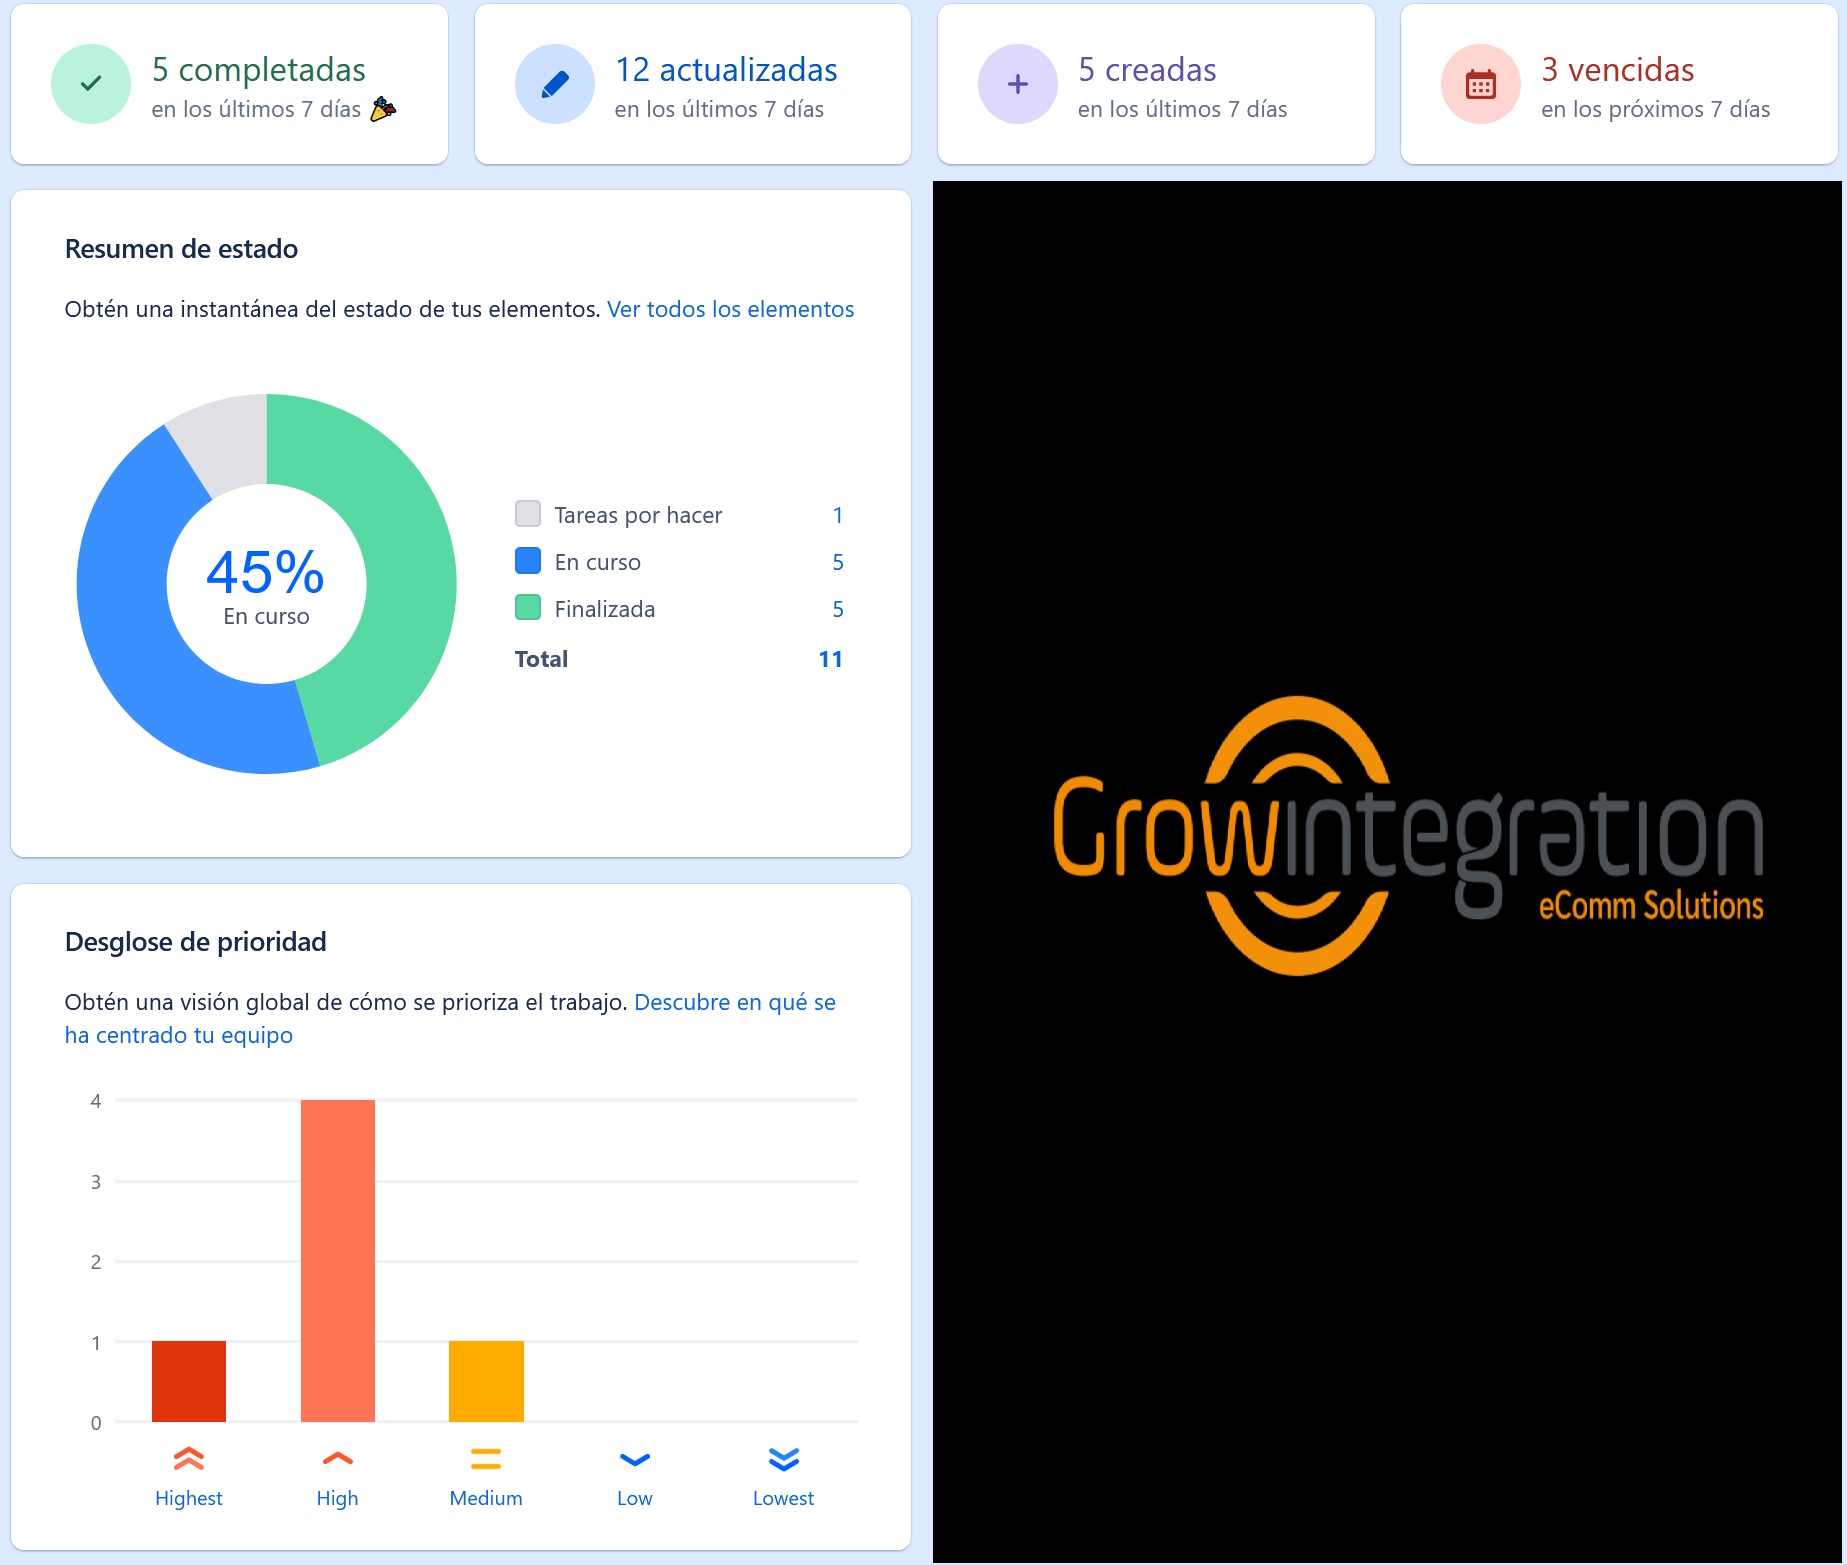 5 completadas
en los últimos 7 días
12 actualizadas
en los últimos 7 días
5 creadas
en los últimos 7 días
3 vencidas
en los próximos 7 días
Resumen de estado
Obtén una instantánea del estado de tus elementos. Ver todos los elementos
45%
En curso
Tareas por hacer 1
En curso 5
Finalizada 5
Total 11
Desglose de prioridad
Obtén una visión global de cómo se prioriza el trabajo. Descubre en qué se
ha centrado tu equipo
4
3
2
1
0
Highest High Medium Low Lowest
Growintegration
eComm Solutions